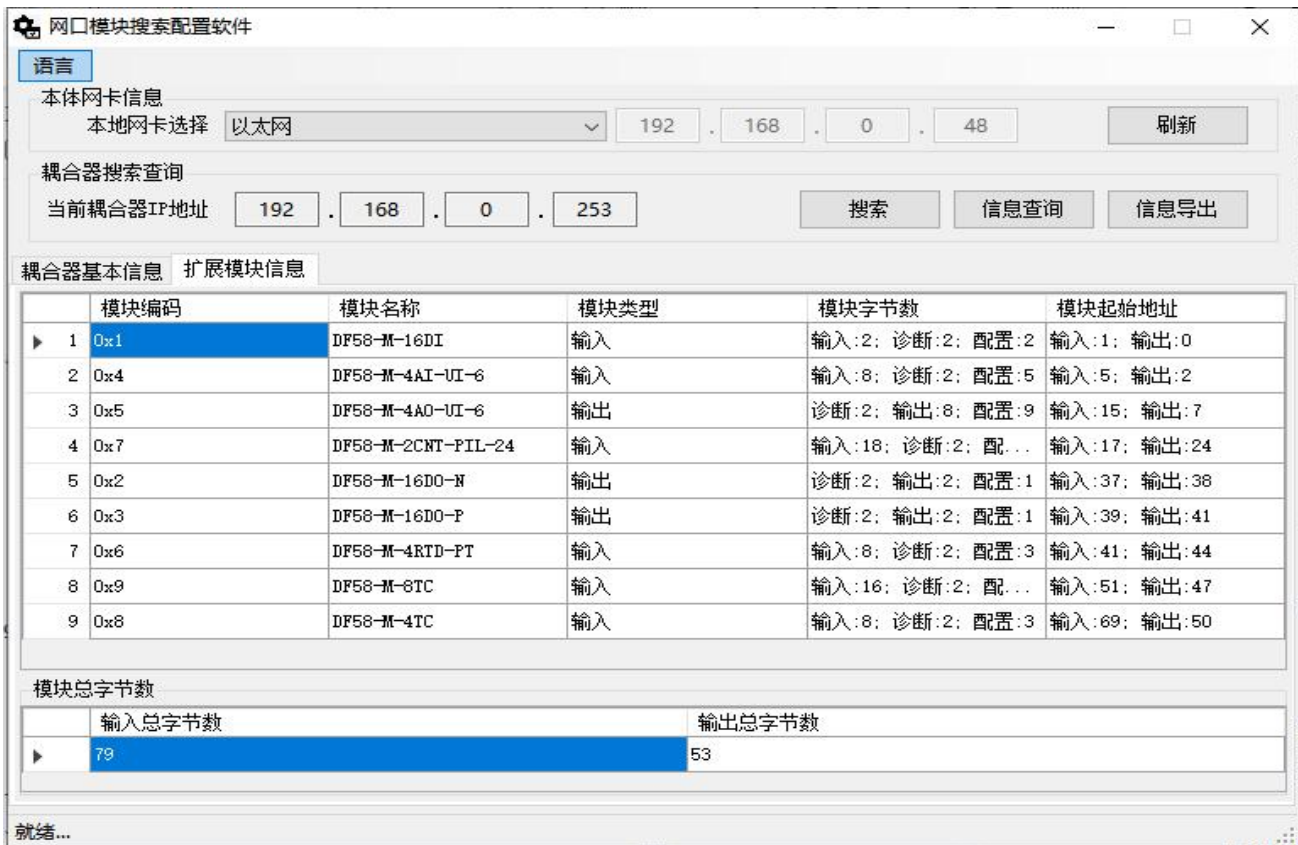 网口模块搜索配置软件
语言
本体网卡信息
本地网卡选择 以太网 192 . 168 . 0 . 48 刷新
耦合器搜索查询
当前耦合器IP地址 192 . 168 . 0 . 253 搜索 信息查询 信息导出
耦合器基本信息 扩展模块信息
模块编码 模块名称 模块类型 模块字节数 模块起始地址
1 0x1 DF58-M-16DI 输入 输入:2; 诊断:2; 配置:2 输入:1; 输出:0
2 0x4 DF58-M-4AI-UI-6 输入 输入:8; 诊断:2; 配置:5 输入:5; 输出:2
3 0x5 DF58-M-4AO-UI-6 输出 诊断:2; 输出:8; 配置:9 输入:15; 输出:7
4 0x7 DF58-M-2CNT-PIL-24 输入 输入:18; 诊断:2; 配... 输入:17; 输出:24
5 0x2 DF58-M-16DO-N 输出 诊断:2; 输出:2; 配置:1 输入:37; 输出:38
6 0x3 DF58-M-16DO-P 输出 诊断:2; 输出:2; 配置:1 输入:39; 输出:41
7 0x6 DF58-M-4RTD-PT 输入 输入:8; 诊断:2; 配置:3 输入:41; 输出:44
8 0x9 DF58-M-8TC 输入 输入:16; 诊断:2; 配... 输入:51; 输出:47
9 0x8 DF58-M-4TC 输入 输入:8; 诊断:2; 配置:3 输入:69; 输出:50
模块总字节数
输入总字节数 输出总字节数
79 53
就绪...